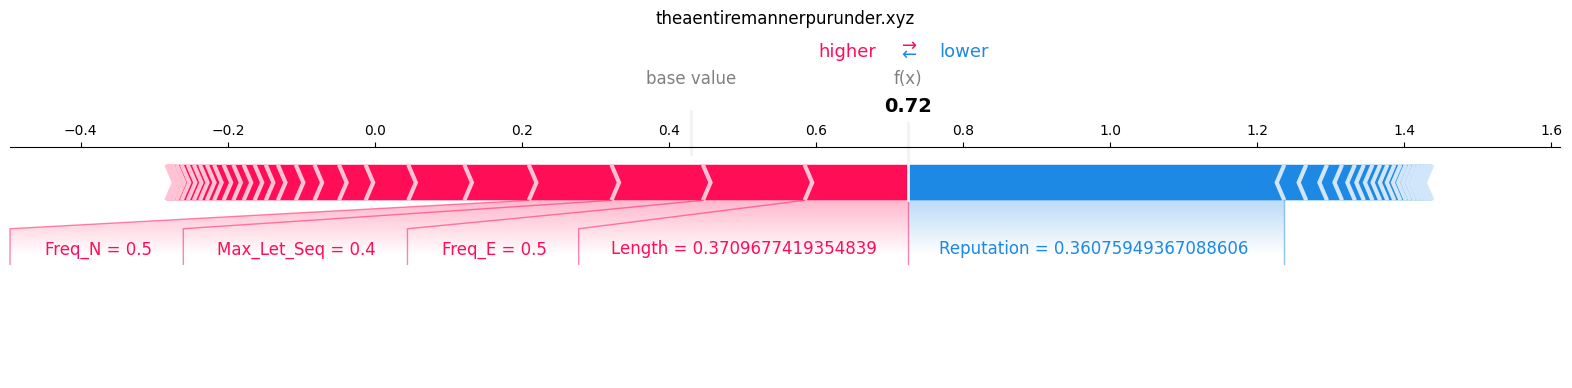 theaentiremannerpurunder.xyz
higher ⇄ lower
base value f(x)
0.72
−0.4 −0.2 0.0 0.2 0.4 0.6 0.8 1.0 1.2 1.4 1.6
Freq_N = 0.5 Max_Let_Seq = 0.4 Freq_E = 0.5 Length = 0.3709677419354839 Reputation = 0.36075949367088606